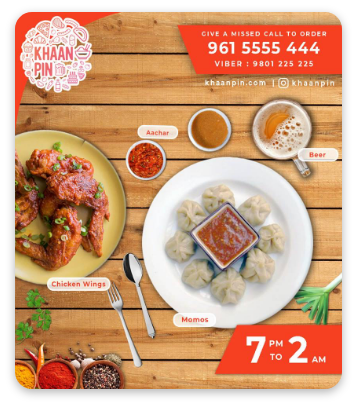 KHAAN
PIN
GIVE A MISSED CALL TO ORDER
961 5555 444
VIBER : 9801 225 225
khaanpin.com | khaanpin
Aachar
Beer
Chicken Wings
Momos
7 PM TO 2 AM